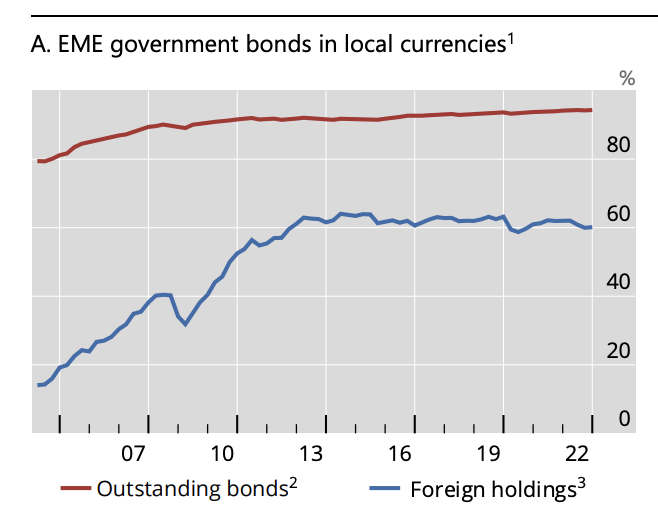 A. EME government bonds in local currencies¹
%
80
60
40
20
0
07 10 13 16 19 22
Outstanding bonds² Foreign holdings³